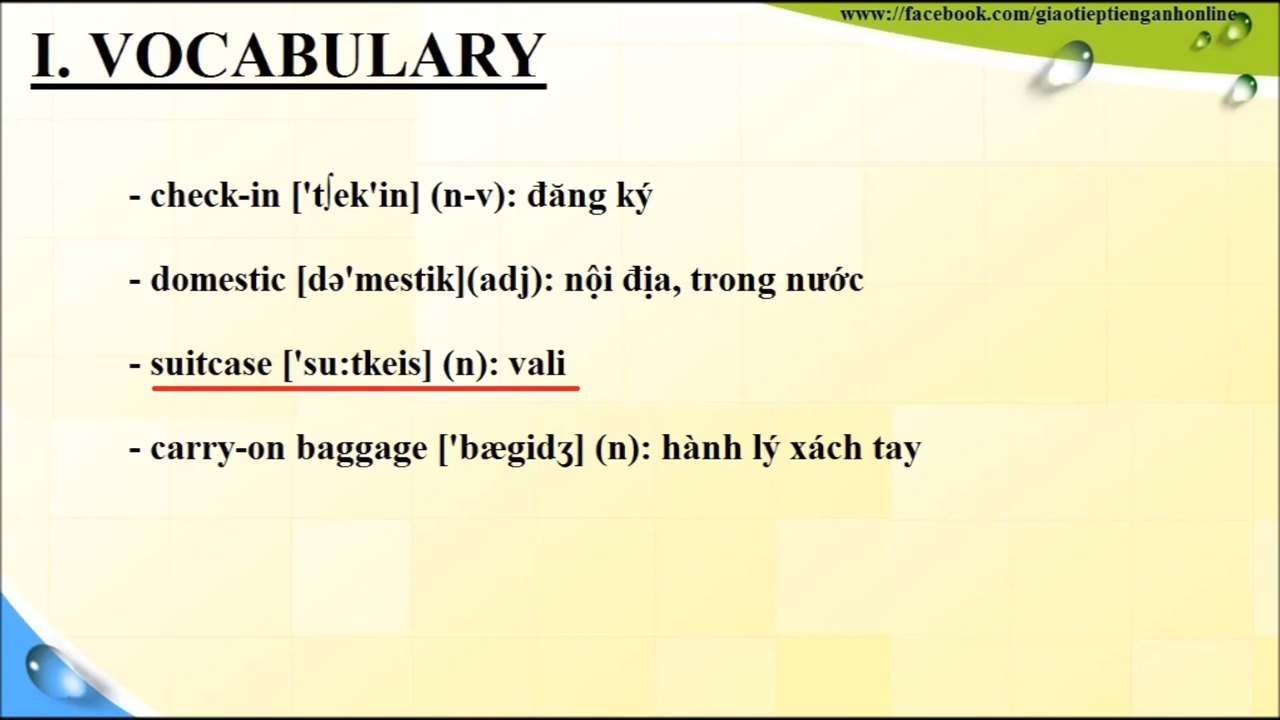 www://facebook.com/giaotieptienganhonline
I. VOCABULARY
- check-in ['t∫ek'in] (n-v): đăng ký
- domestic [də'mestik](adj): nội địa, trong nước
- suitcase ['su:tkeis] (n): vali
- carry-on baggage ['bægidʒ] (n): hành lý xách tay